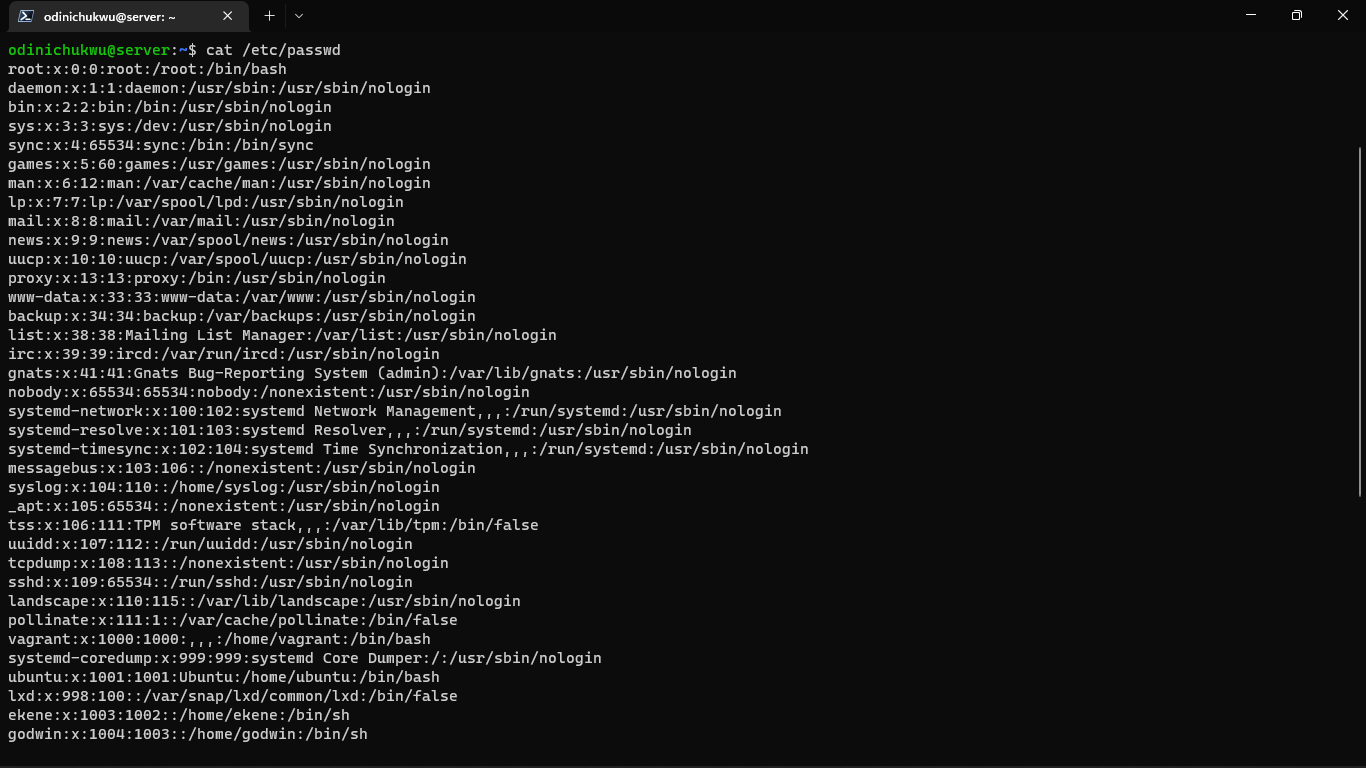 odinichukwu@server: ~
odinichukwu@server:~$ cat /etc/passwd
root:x:0:0:root:/root:/bin/bash
daemon:x:1:1:daemon:/usr/sbin:/usr/sbin/nologin
bin:x:2:2:bin:/bin:/usr/sbin/nologin
sys:x:3:3:sys:/dev:/usr/sbin/nologin
sync:x:4:65534:sync:/bin:/bin/sync
games:x:5:60:games:/usr/games:/usr/sbin/nologin
man:x:6:12:man:/var/cache/man:/usr/sbin/nologin
lp:x:7:7:lp:/var/spool/lpd:/usr/sbin/nologin
mail:x:8:8:mail:/var/mail:/usr/sbin/nologin
news:x:9:9:news:/var/spool/news:/usr/sbin/nologin
uucp:x:10:10:uucp:/var/spool/uucp:/usr/sbin/nologin
proxy:x:13:13:proxy:/bin:/usr/sbin/nologin
www-data:x:33:33:www-data:/var/www:/usr/sbin/nologin
backup:x:34:34:backup:/var/backups:/usr/sbin/nologin
list:x:38:38:Mailing List Manager:/var/list:/usr/sbin/nologin
irc:x:39:39:ircd:/var/run/ircd:/usr/sbin/nologin
gnats:x:41:41:Gnats Bug-Reporting System (admin):/var/lib/gnats:/usr/sbin/nologin
nobody:x:65534:65534:nobody:/nonexistent:/usr/sbin/nologin
systemd-network:x:100:102:systemd Network Management,,,:/run/systemd:/usr/sbin/nologin
systemd-resolve:x:101:103:systemd Resolver,,,:/run/systemd:/usr/sbin/nologin
systemd-timesync:x:102:104:systemd Time Synchronization,,,:/run/systemd:/usr/sbin/nologin
messagebus:x:103:106::/nonexistent:/usr/sbin/nologin
syslog:x:104:110::/home/syslog:/usr/sbin/nologin
_apt:x:105:65534::/nonexistent:/usr/sbin/nologin
tss:x:106:111:TPM software stack,,,:/var/lib/tpm:/bin/false
uuidd:x:107:112::/run/uuidd:/usr/sbin/nologin
tcpdump:x:108:113::/nonexistent:/usr/sbin/nologin
sshd:x:109:65534::/run/sshd:/usr/sbin/nologin
landscape:x:110:115::/var/lib/landscape:/usr/sbin/nologin
pollinate:x:111:1::/var/cache/pollinate:/bin/false
vagrant:x:1000:1000:,,,:/home/vagrant:/bin/bash
systemd-coredump:x:999:999:systemd Core Dumper:/:/usr/sbin/nologin
ubuntu:x:1001:1001:Ubuntu:/home/ubuntu:/bin/bash
lxd:x:998:100::/var/snap/lxd/common/lxd:/bin/false
ekene:x:1003:1002::/home/ekene:/bin/sh
godwin:x:1004:1003::/home/godwin:/bin/sh